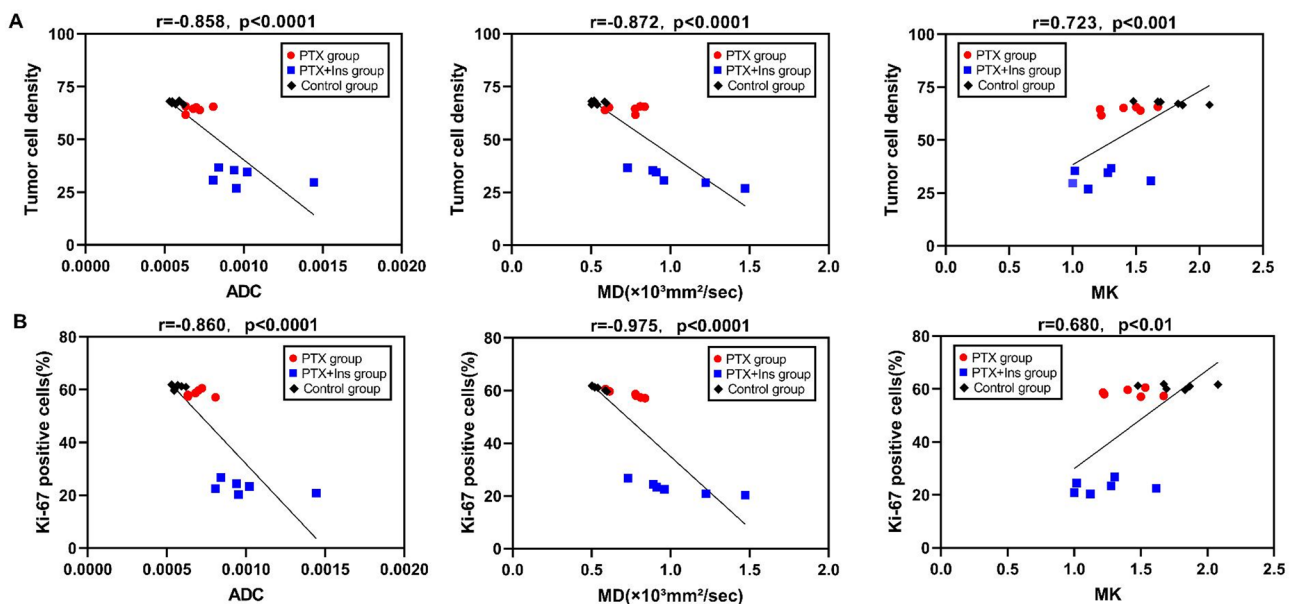 A
r=-0.858, p<0.0001
Tumor cell density
100
75
50
25
0
0.0000 0.0005 0.0010 0.0015 0.0020
ADC
PTX group
PTX+Ins group
Control group
r=-0.872, p<0.0001
Tumor cell density
100
75
50
25
0
0.0 0.5 1.0 1.5 2.0
MD(×10³mm²/sec)
PTX group
PTX+Ins group
Control group
r=0.723, p<0.001
Tumor cell density
100
75
50
25
0
0.0 0.5 1.0 1.5 2.0 2.5
MK
PTX group
PTX+Ins group
Control group
B
r=-0.860, p<0.0001
Ki-67 positive cells(%)
80
60
40
20
0
0.0000 0.0005 0.0010 0.0015 0.0020
ADC
PTX group
PTX+Ins group
Control group
r=-0.975, p<0.0001
Ki-67 positive cells(%)
80
60
40
20
0
0.0 0.5 1.0 1.5 2.0
MD(×10³mm²/sec)
PTX group
PTX+Ins group
Control group
r=0.680, p<0.01
Ki-67 positive cells(%)
80
60
40
20
0
0.0 0.5 1.0 1.5 2.0 2.5
MK
PTX group
PTX+Ins group
Control group